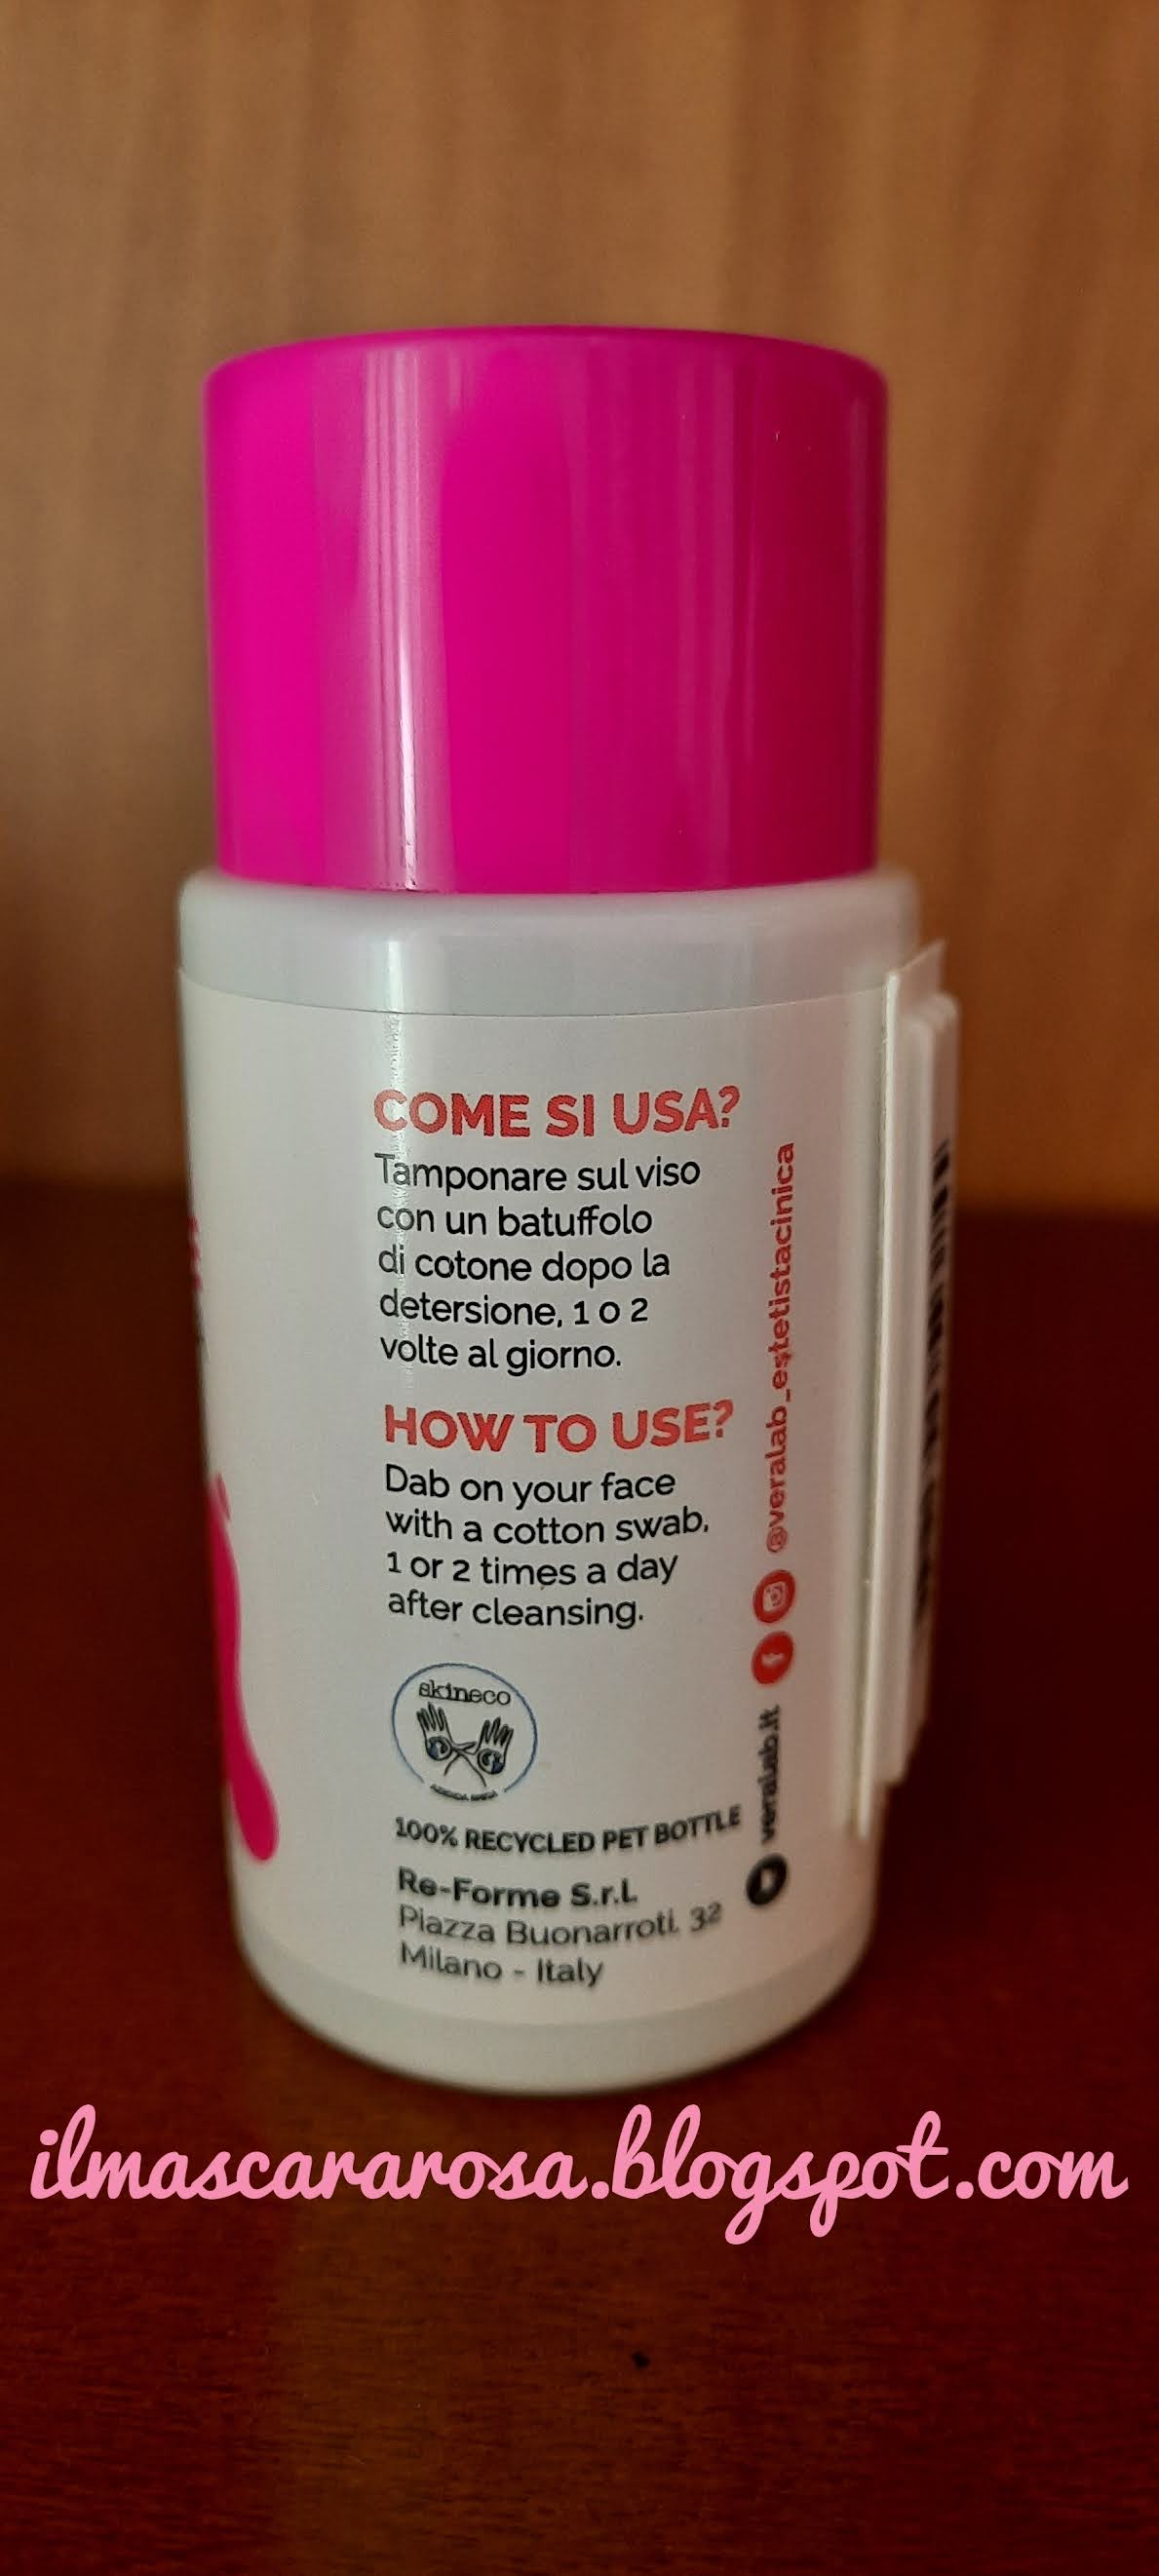 COME SI USA?
Tamponare sul viso
con un batuffolo
di cotone dopo la
detersione, 1 o 2
volte al giorno.
HOW TO USE?
Dab on your face
with a cotton swab,
1 or 2 times a day
after cleansing.
skineco
100% RECYCLED PET BOTTLE
Re-Forme S.r.l.
Piazza Buonarroti, 32
Milano - Italy
veralab.it @veralab_estetistacinica
ilmascararosa.blogspot.com